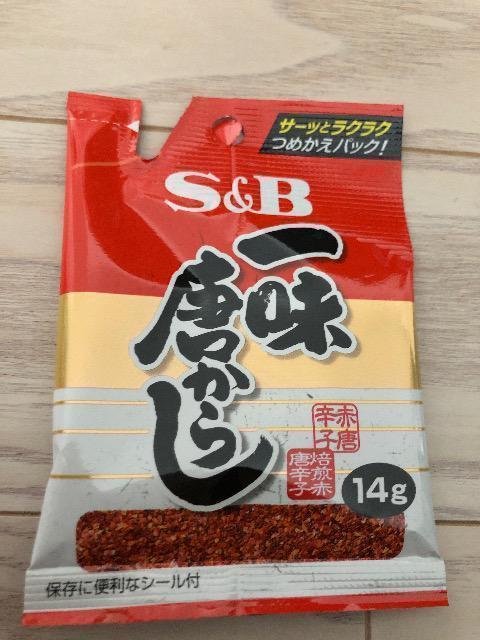 サーッとラクラク
つめかえパック!
S&B
一味
唐からし
赤唐
辛子
焙煎赤
唐辛子
14g
保存に便利なシール付